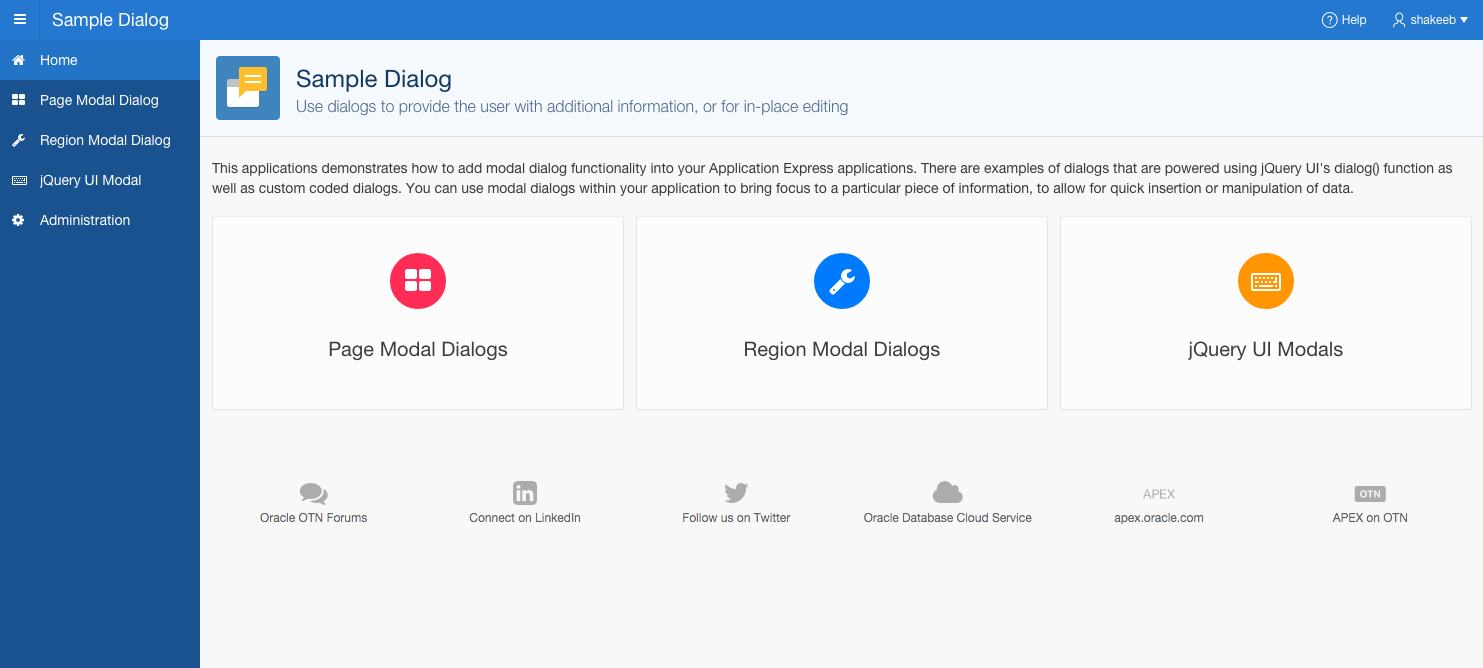 Sample Dialog
Help
shakeeb
Home
Page Modal Dialog
Region Modal Dialog
jQuery UI Modal
Administration
Sample Dialog
Use dialogs to provide the user with additional information, or for in-place editing
This applications demonstrates how to add modal dialog functionality into your Application Express applications. There are examples of dialogs that are powered using jQuery UI's dialog() function as
well as custom coded dialogs. You can use modal dialogs within your application to bring focus to a particular piece of information, to allow for quick insertion or manipulation of data.
Page Modal Dialogs
Region Modal Dialogs
jQuery UI Modals
Oracle OTN Forums
in
Connect on LinkedIn
Follow us on Twitter
Oracle Database Cloud Service
APEX
apex.oracle.com
OTN
APEX on OTN